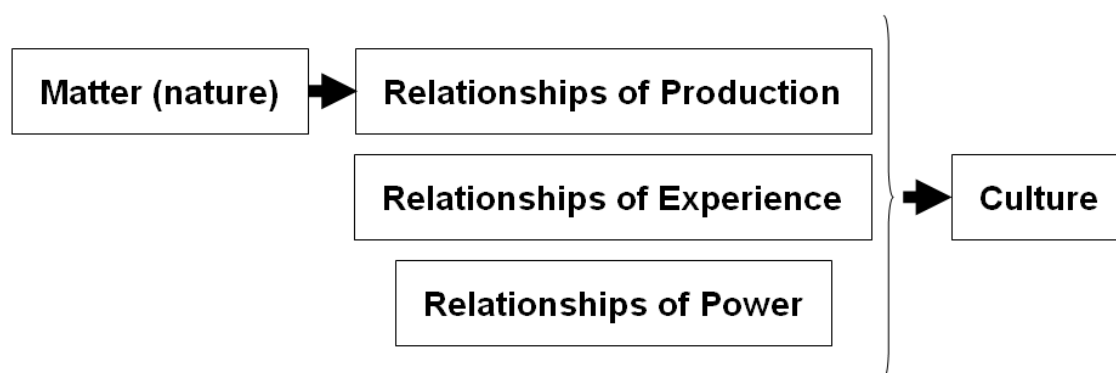 Matter (nature)
Relationships of Production
Relationships of Experience
Relationships of Power
Culture